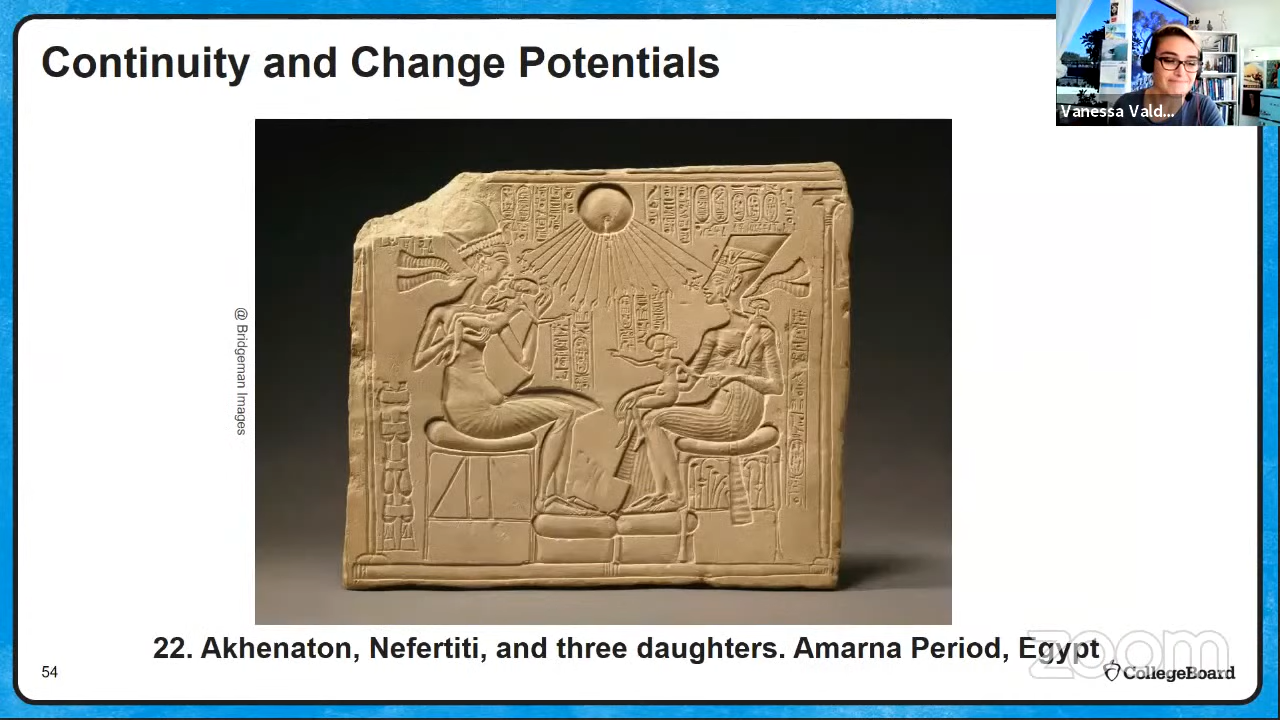 Continuity and Change Potentials
Vanessa Vald...
@ Bridgeman Images
22. Akhenaton, Nefertiti, and three daughters. Amarna Period, Egypt
zoom
54
CollegeBoard